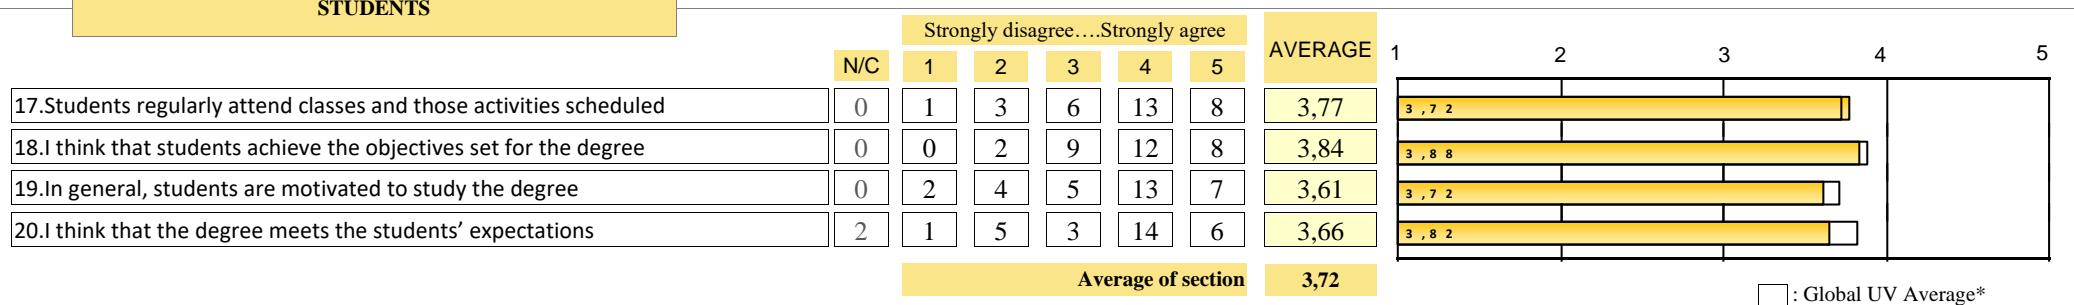 STUDENTS
Strongly disagree….Strongly agree
AVERAGE
N/C 1 2 3 4 5
1 2 3 4 5
17.Students regularly attend classes and those activities scheduled 0 1 3 6 13 8 3,77 3,72
18.I think that students achieve the objectives set for the degree 0 0 2 9 12 8 3,84 3,88
19.In general, students are motivated to study the degree 0 2 4 5 13 7 3,61 3,72
20.I think that the degree meets the students’ expectations 2 1 5 3 14 6 3,66 3,82
Average of section 3,72
: Global UV Average*